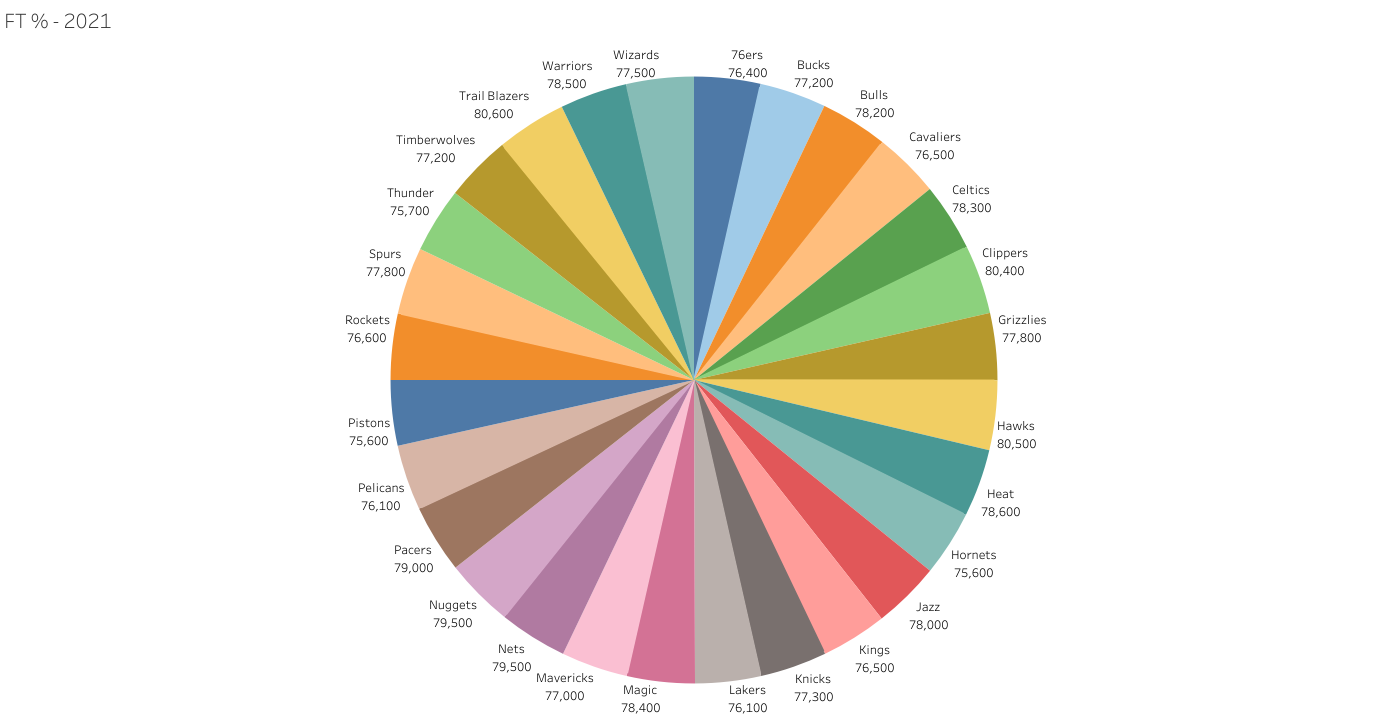 FT % - 2021
76ers
76,400
Bucks
77,200
Bulls
78,200
Cavaliers
76,500
Celtics
78,300
Clippers
80,400
Grizzlies
77,800
Hawks
80,500
Heat
78,600
Hornets
75,600
Jazz
78,000
Kings
76,500
Knicks
77,300
Lakers
76,100
Magic
78,400
Mavericks
77,000
Nets
79,500
Nuggets
79,500
Pacers
79,000
Pelicans
76,100
Pistons
75,600
Rockets
76,600
Spurs
77,800
Thunder
75,700
Timberwolves
77,200
Trail Blazers
80,600
Warriors
78,500
Wizards
77,500